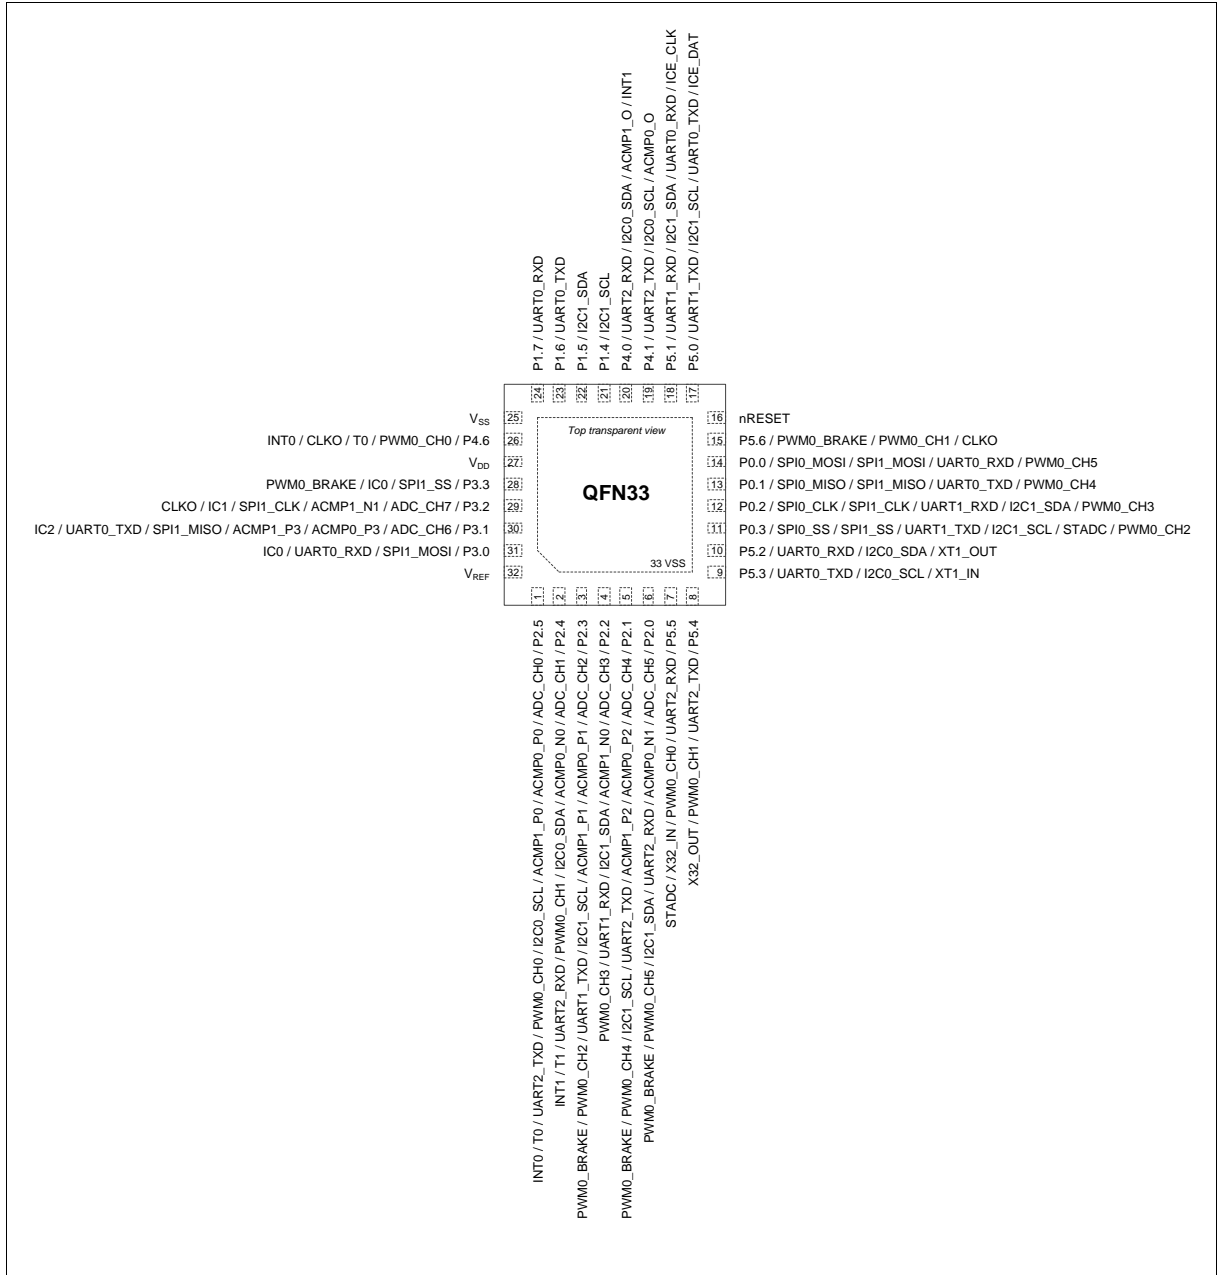 P1.7 / UART0_RXD
P1.6 / UART0_TXD
P1.5 / I2C1_SDA
P1.4 / I2C1_SCL
P4.0 / UART2_RXD / I2C0_SDA / ACMP1_O / INT1
P4.1 / UART2_TXD / I2C0_SCL / ACMP0_O
P5.1 / UART1_RXD / I2C1_SDA / UART0_RXD / ICE_CLK
P5.0 / UART1_TXD / I2C1_SCL / UART0_TXD / ICE_DAT
24 23 22 21 20 19 18 17
VSS 25
INT0 / CLKO / T0 / PWM0_CH0 / P4.6 26
VDD 27
PWM0_BRAKE / IC0 / SPI1_SS / P3.3 28
CLKO / IC1 / SPI1_CLK / ACMP1_N1 / ADC_CH7 / P3.2 29
IC2 / UART0_TXD / SPI1_MISO / ACMP1_P3 / ACMP0_P3 / ADC_CH6 / P3.1 30
IC0 / UART0_RXD / SPI1_MOSI / P3.0 31
VREF 32
Top transparent view
QFN33
33 VSS
16 nRESET
15 P5.6 / PWM0_BRAKE / PWM0_CH1 / CLKO
14 P0.0 / SPI0_MOSI / SPI1_MOSI / UART0_RXD / PWM0_CH5
13 P0.1 / SPI0_MISO / SPI1_MISO / UART0_TXD / PWM0_CH4
12 P0.2 / SPI0_CLK / SPI1_CLK / UART1_RXD / I2C1_SDA / PWM0_CH3
11 P0.3 / SPI0_SS / SPI1_SS / UART1_TXD / I2C1_SCL / STADC / PWM0_CH2
10 P5.2 / UART0_RXD / I2C0_SDA / XT1_OUT
9 P5.3 / UART0_TXD / I2C0_SCL / XT1_IN
1 2 3 4 5 6 7 8
INT0 / T0 / UART2_TXD / PWM0_CH0 / I2C0_SCL / ACMP1_P0 / ACMP0_P0 / ADC_CH0 / P2.5
INT1 / T1 / UART2_RXD / PWM0_CH1 / I2C0_SDA / ACMP0_N0 / ADC_CH1 / P2.4
PWM0_BRAKE / PWM0_CH2 / UART1_TXD / I2C1_SCL / ACMP1_P1 / ACMP0_P1 / ADC_CH2 / P2.3
PWM0_CH3 / UART1_RXD / I2C1_SDA / ACMP1_N0 / ADC_CH3 / P2.2
PWM0_BRAKE / PWM0_CH4 / I2C1_SCL / UART2_TXD / ACMP1_P2 / ACMP0_P2 / ADC_CH4 / P2.1
PWM0_BRAKE / PWM0_CH5 / I2C1_SDA / UART2_RXD / ACMP0_N1 / ADC_CH5 / P2.0
STADC / X32_IN / PWM0_CH0 / UART2_RXD / P5.5
X32_OUT / PWM0_CH1 / UART2_TXD / P5.4